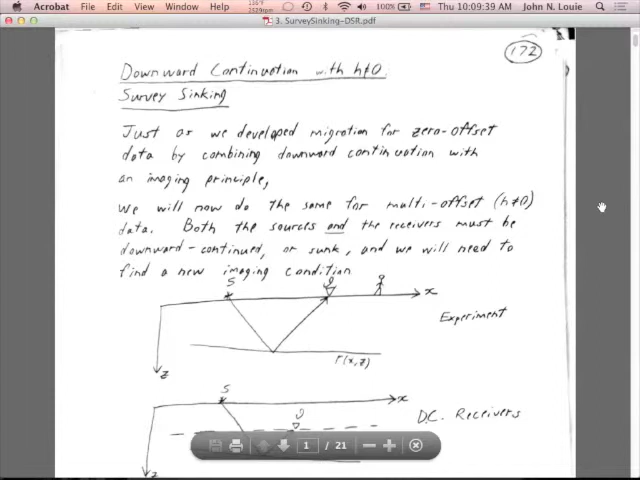 Acrobat File Edit View Window Help 100% Thu 10:09:39 AM John N. Louie
3. SurveySinking-DSR.pdf
172
Downward Continuation with h≠0:
Survey Sinking
Just as we developed migration for zero-offset
data by combining downward continuation with
an imaging principle,
We will now do the same for multi-offset (h≠0)
data. Both the sources and the receivers must be
downward-continued, or sunk, and we will need to
find a new imaging condition
S g
x
Experiment
r(x,z)
z
S
x
g
D.C. Receivers
1 / 21
z